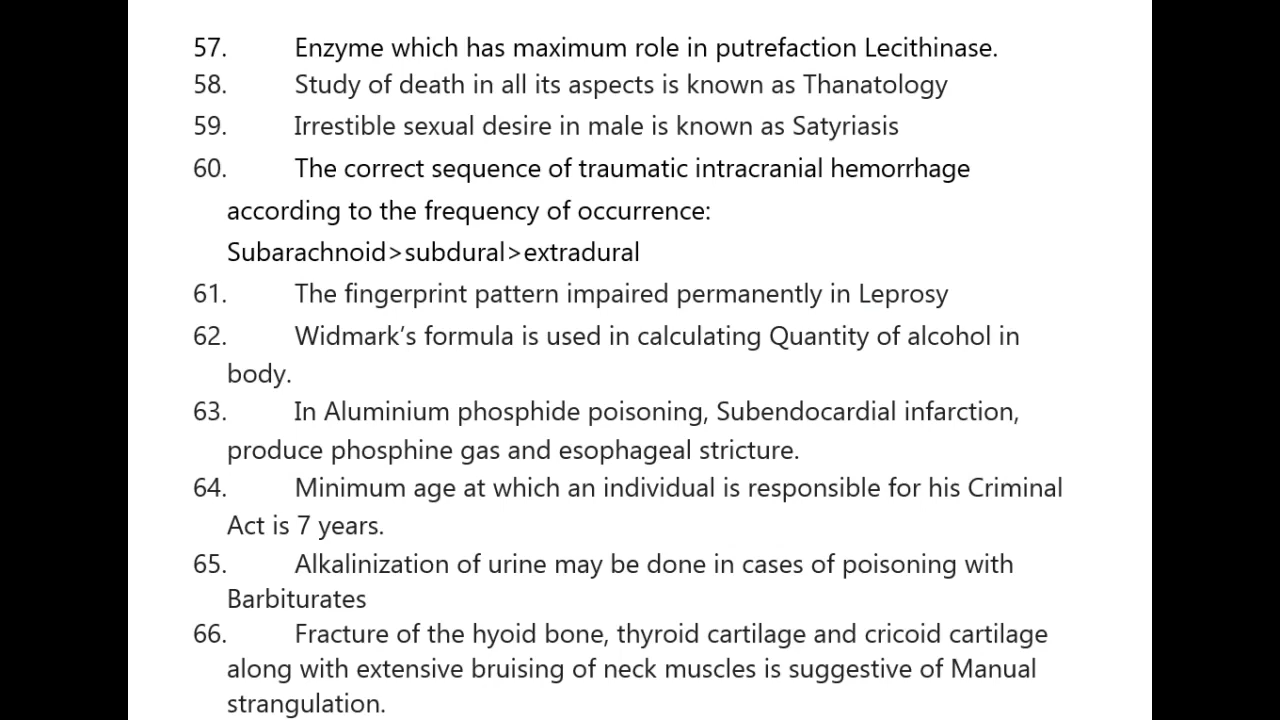 57. Enzyme which has maximum role in putrefaction Lecithinase.
58. Study of death in all its aspects is known as Thanatology
59. Irrestible sexual desire in male is known as Satyriasis
60. The correct sequence of traumatic intracranial hemorrhage
according to the frequency of occurrence:
Subarachnoid>subdural>extradural
61. The fingerprint pattern impaired permanently in Leprosy
62. Widmark’s formula is used in calculating Quantity of alcohol in
body.
63. In Aluminium phosphide poisoning, Subendocardial infarction,
produce phosphine gas and esophageal stricture.
64. Minimum age at which an individual is responsible for his Criminal
Act is 7 years.
65. Alkalinization of urine may be done in cases of poisoning with
Barbiturates
66. Fracture of the hyoid bone, thyroid cartilage and cricoid cartilage
along with extensive bruising of neck muscles is suggestive of Manual
strangulation.